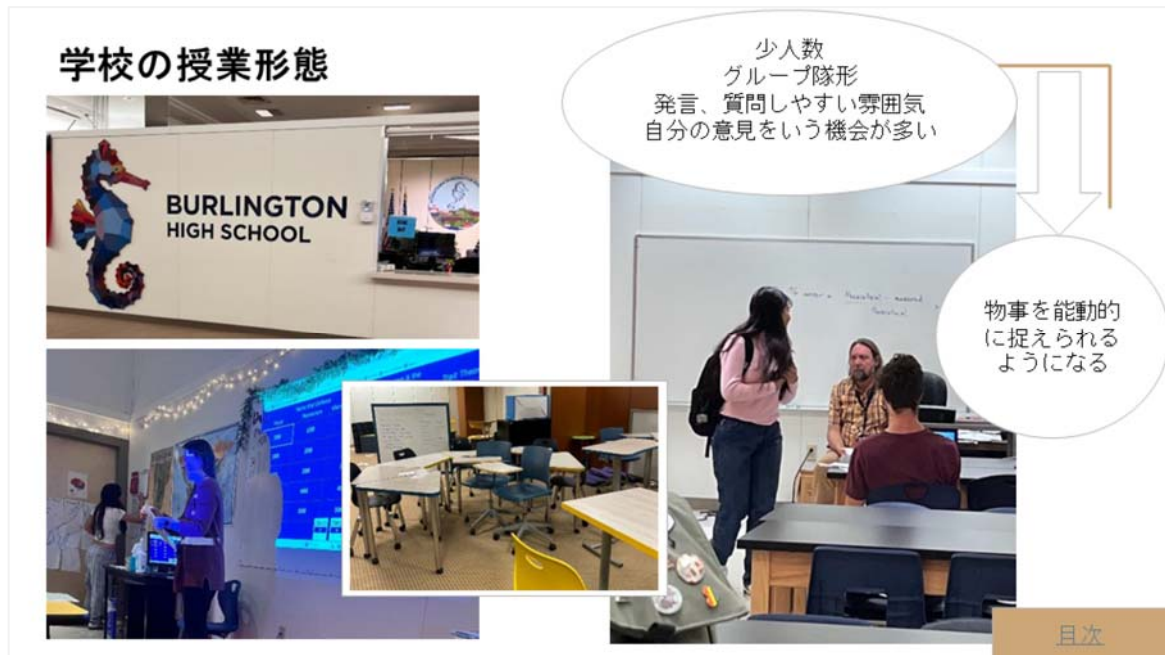 学校の授業形態
少人数
グループ隊形
発言、質問しやすい雰囲気
自分の意見をいう機会が多い
BURLINGTON
HIGH SCHOOL
物事を能動的
に捉えられる
ようになる
目次